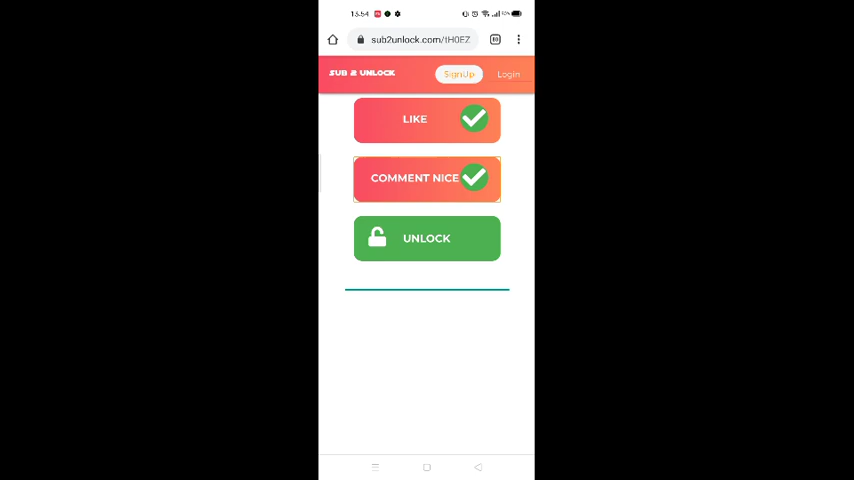 13:54
sub2unlock.com/tH0EZ
SUB 2 UNLOCK
SignUp
Login
LIKE
COMMENT NICE
UNLOCK